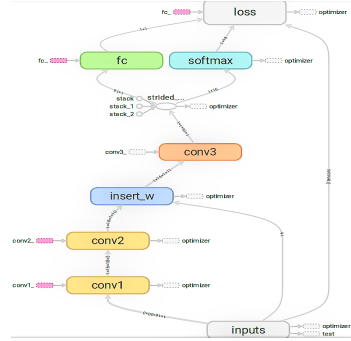 fc_ loss optimizer
fc_ fc softmax optimizer
stack strided_...
stack_1 optimizer
stack_2
conv3_ conv3
insert_w optimizer
conv2_ conv2 optimizer
conv1_ conv1 optimizer
inputs optimizer
test